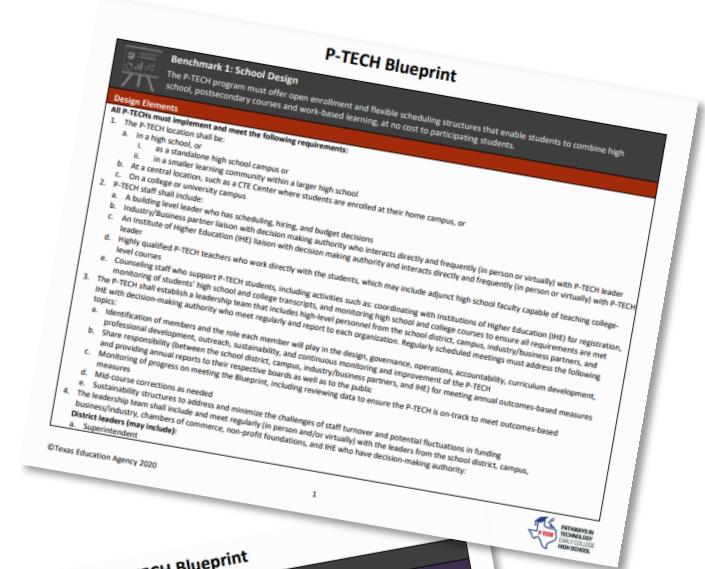 P-TECH Blueprint
Benchmark 1: School Design
The P-TECH program must offer open enrollment and flexible scheduling structures that enable students to combine high
school, postsecondary courses and work-based learning, at no cost to participating students.
Design Elements
All P-TECHs must implement and meet the following requirements:
1. The P-TECH location shall be:
a. In a high school, or
i. as a standalone high school campus or
ii. in a smaller learning community within a larger high school
b. At a central location, such as a CTE Center where students are enrolled at their home campus, or
c. On a college or university campus
2. P-TECH staff shall include:
a. A building level leader who has scheduling, hiring, and budget decisions
b. Industry/Business partner liaison with decision making authority who interacts directly and frequently (in person or virtually) with P-TECH leader
c. An Institute of Higher Education (IHE) liaison with decision making authority and interacts directly and frequently (in person or virtually) with P-TECH
leader
d. Highly qualified P-TECH teachers who work directly with the students, which may include adjunct high school faculty capable of teaching college-
level courses
e. Counseling staff who support P-TECH students, including activities such as: coordinating with Institutions of Higher Education (IHE) for registration,
monitoring of students' high school and college transcripts, and monitoring high school and college courses to ensure all requirements are met
3. The P-TECH shall establish a leadership team that includes high-level personnel from the school district, campus, industry/business partners, and
IHE with decision-making authority who meet regularly and report to each organization. Regularly scheduled meetings must address the following
topics:
a. Identification of members and the role each member will play in the design, governance, operations, accountability, curriculum development,
professional development, outreach, sustainability, and continuous monitoring and improvement of the P-TECH
b. Share responsibility (between the school district, campus, industry/business partners, and IHE) for meeting annual outcomes-based measures
and providing annual reports to their respective boards as well as to the public
c. Monitoring of progress on meeting the Blueprint, including reviewing data to ensure the P-TECH is on-track to meet outcomes-based
measures
d. Mid-course corrections as needed
e. Sustainability structures to address and minimize the challenges of staff turnover and potential fluctuations in funding
4. The leadership team shall include and meet regularly (in person and/or virtually) with the leaders from the school district, campus,
business/industry, chambers of commerce, non-profit foundations, and IHE who have decision-making authority:
District leaders (may include):
a. Superintendent
©Texas Education Agency 2020
1
P-TECH
PATHWAYS IN
TECHNOLOGY
EARLY COLLEGE
HIGH SCHOOL
Blueprint